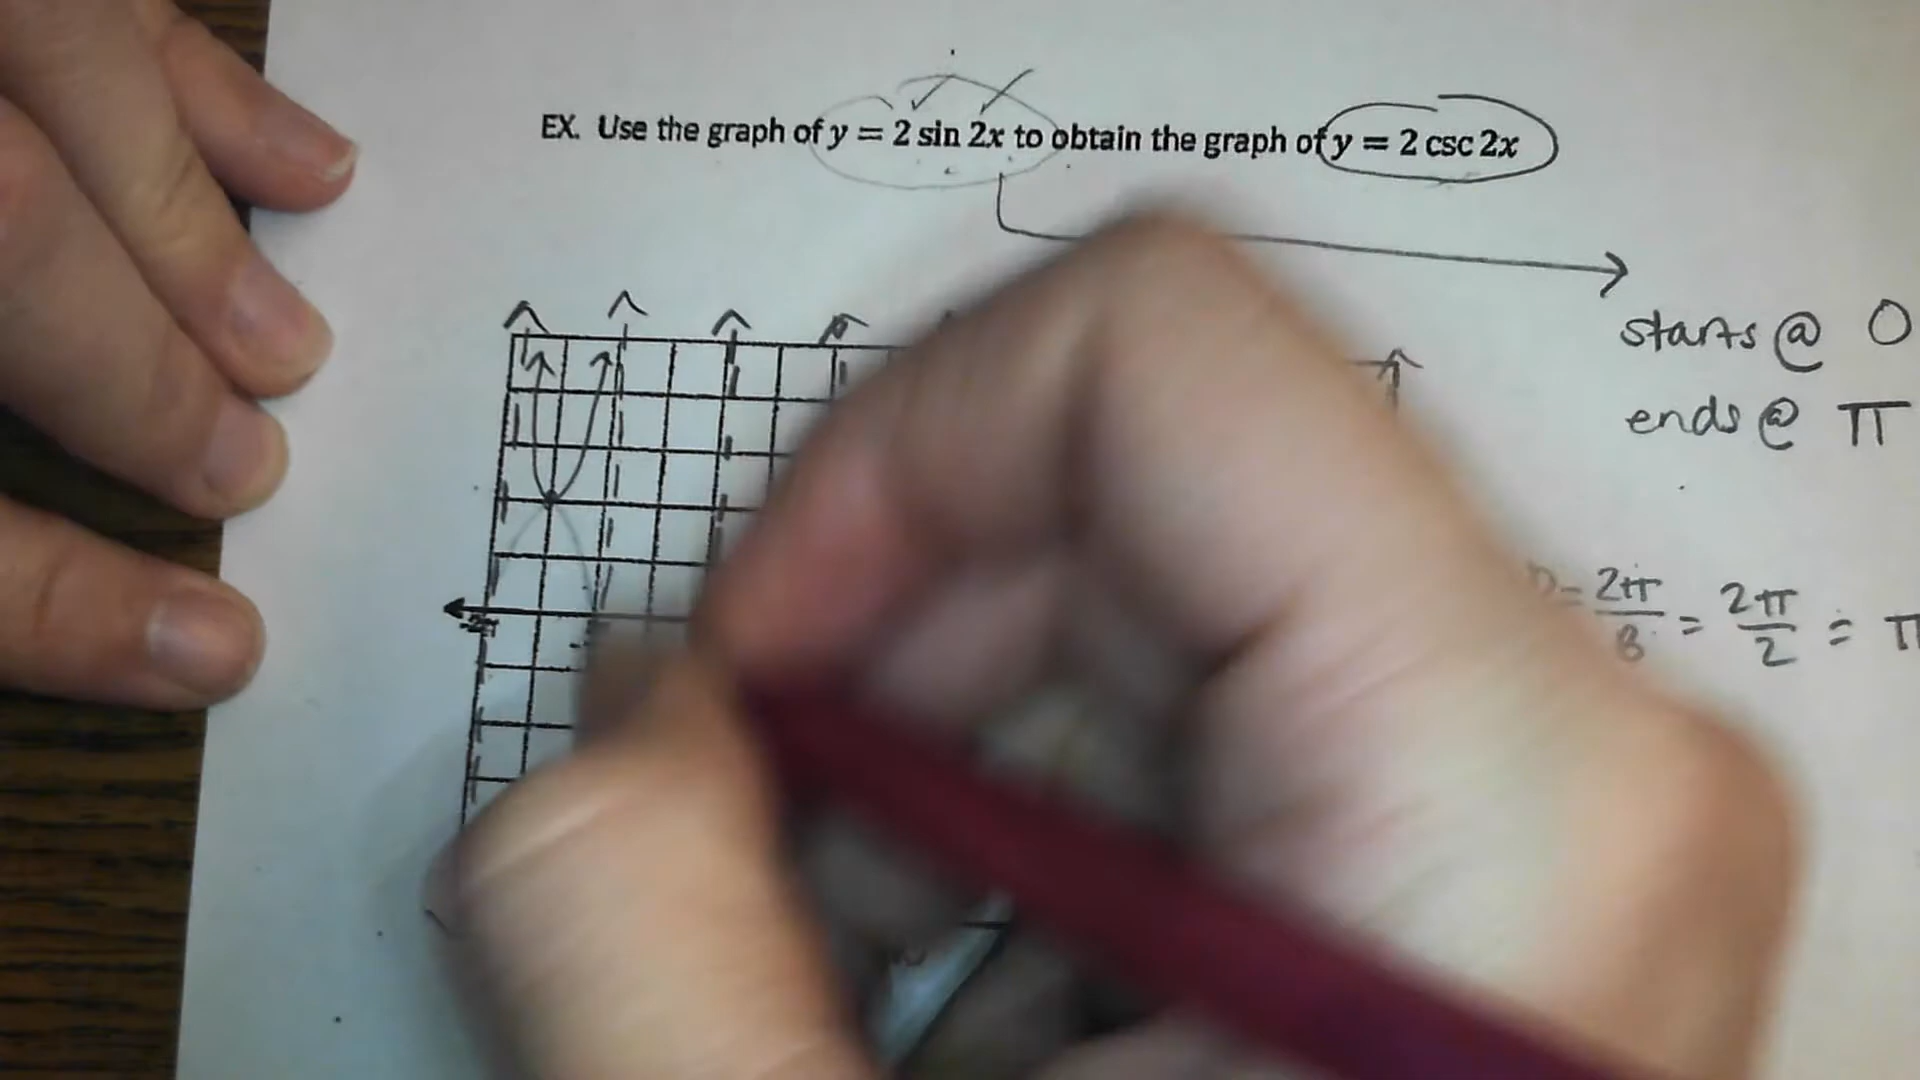 EX. Use the graph of y = 2 sin 2x to obtain the graph of y = 2 csc 2x
starts @ 0
ends @ π
= 2π/B = 2π/2 = π
-2π